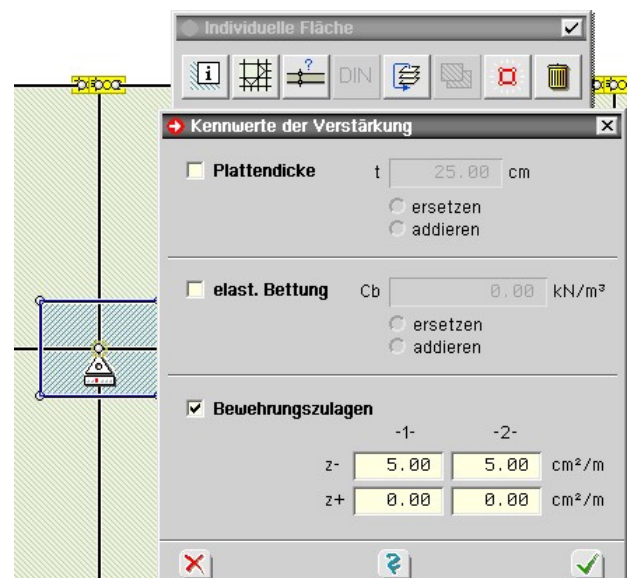 Individuelle Fläche
i
?
DIN
Kennwerte der Verstärkung
Plattendicke t 25.00 cm
ersetzen
addieren
elast. Bettung Cb 0.00 kN/m³
ersetzen
addieren
Bewehrungszulagen
-1- -2-
z- 5.00 5.00 cm²/m
z+ 0.00 0.00 cm²/m